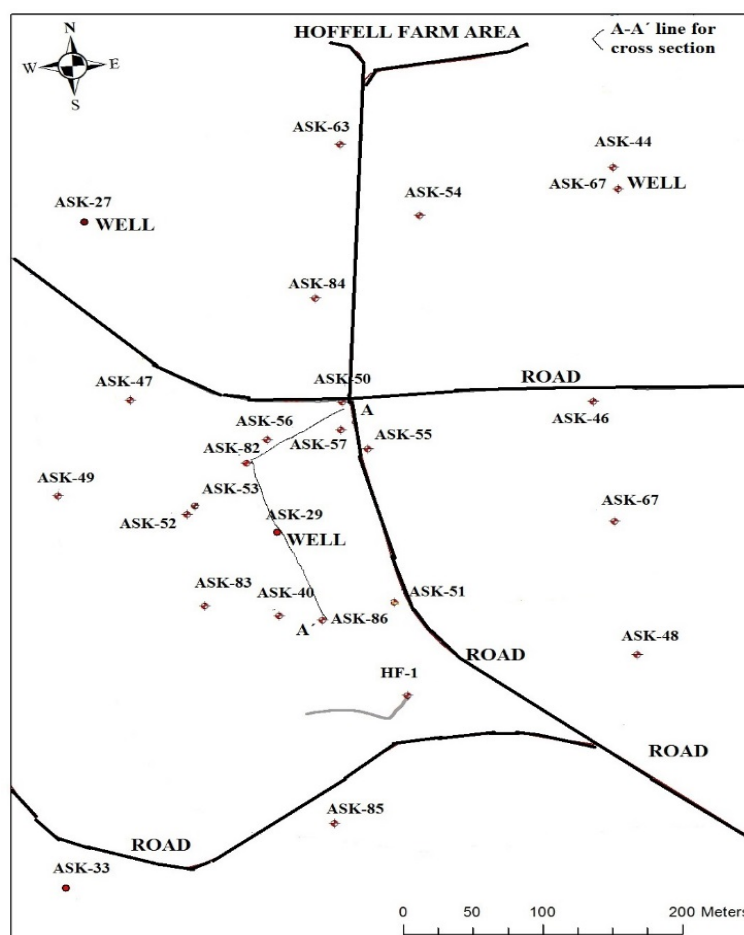 HOFFELL FARM AREA
A-A´ line for
cross section
N
W E
S
ASK-63
ASK-44
ASK-67 WELL
ASK-54
ASK-27
WELL
ASK-84
ASK-47
ASK-50
ROAD
A
ASK-46
ASK-56
ASK-57
ASK-55
ASK-82
ASK-49
ASK-53
ASK-52
ASK-29
WELL
ASK-67
ASK-83
ASK-40
ASK-51
A´
ASK-86
ASK-48
ROAD
HF-1
ROAD
ASK-85
ROAD
ASK-33
0 50 100 200 Meters